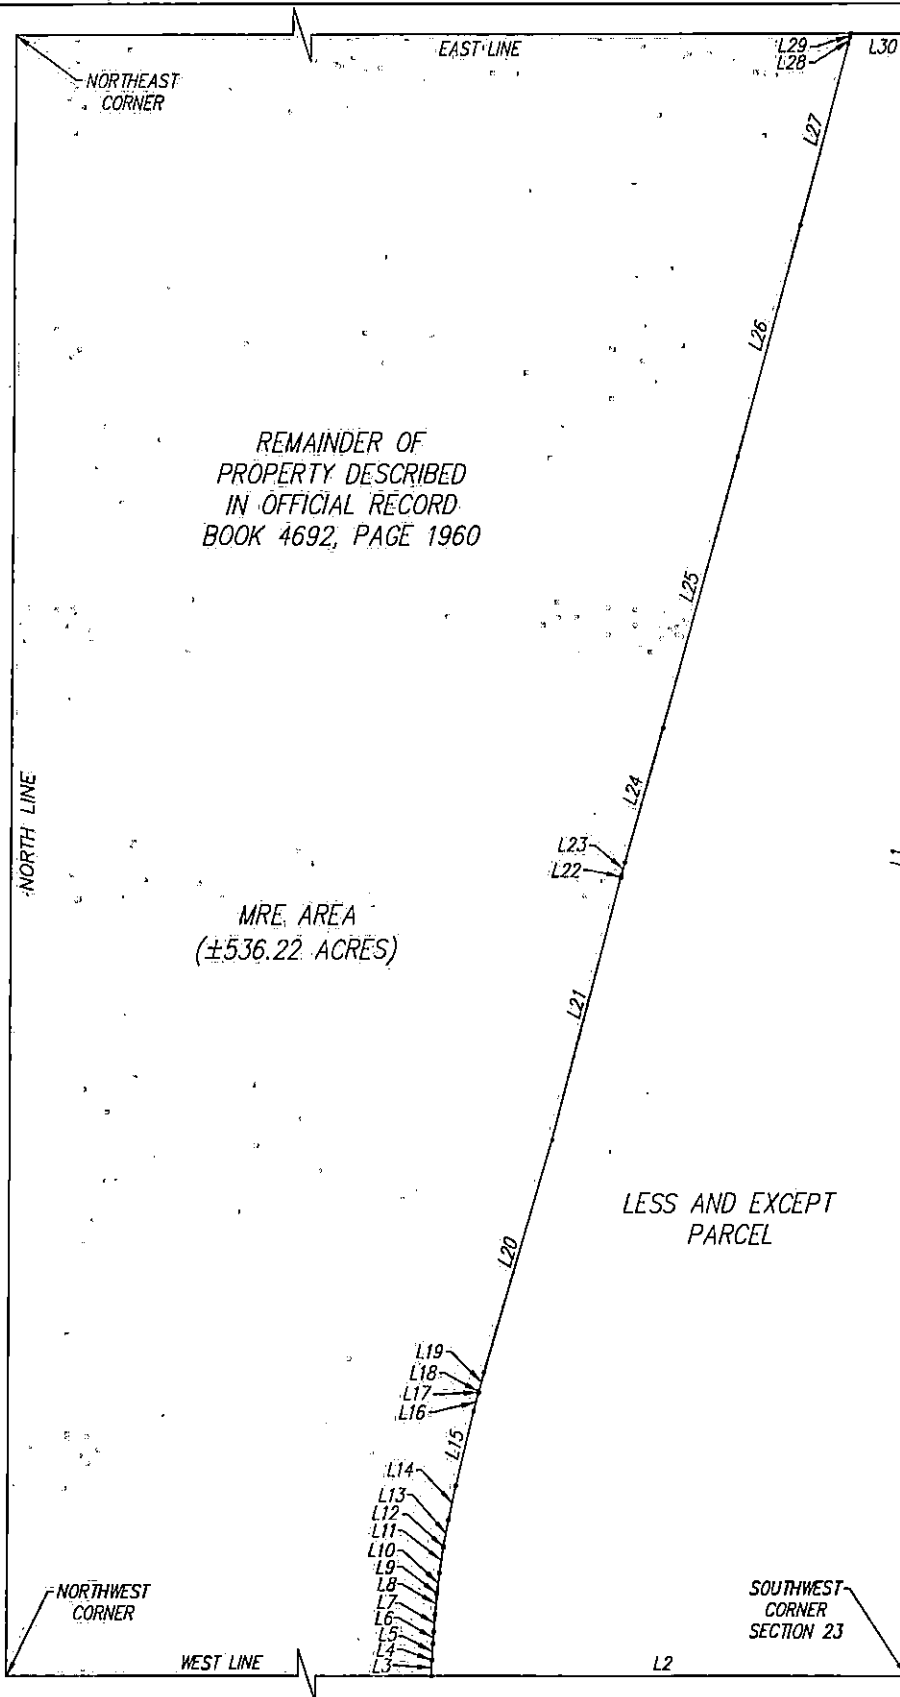 EAST LINE
L29
L28
L30
NORTHEAST
CORNER
L27
L26
REMAINDER OF
PROPERTY DESCRIBED
IN OFFICIAL RECORD
BOOK 4692, PAGE 1960
L25
NORTH LINE
L24
L23
L22
L1
MRE AREA
(±536.22 ACRES)
L21
LESS AND EXCEPT
PARCEL
L20
L19
L18
L17
L16
L15
L14
L13
L12
L11
L10
L9
L8
L7
L6
L5
L4
L3
NORTHWEST
CORNER
SOUTHWEST
CORNER
SECTION 23
WEST LINE
L2